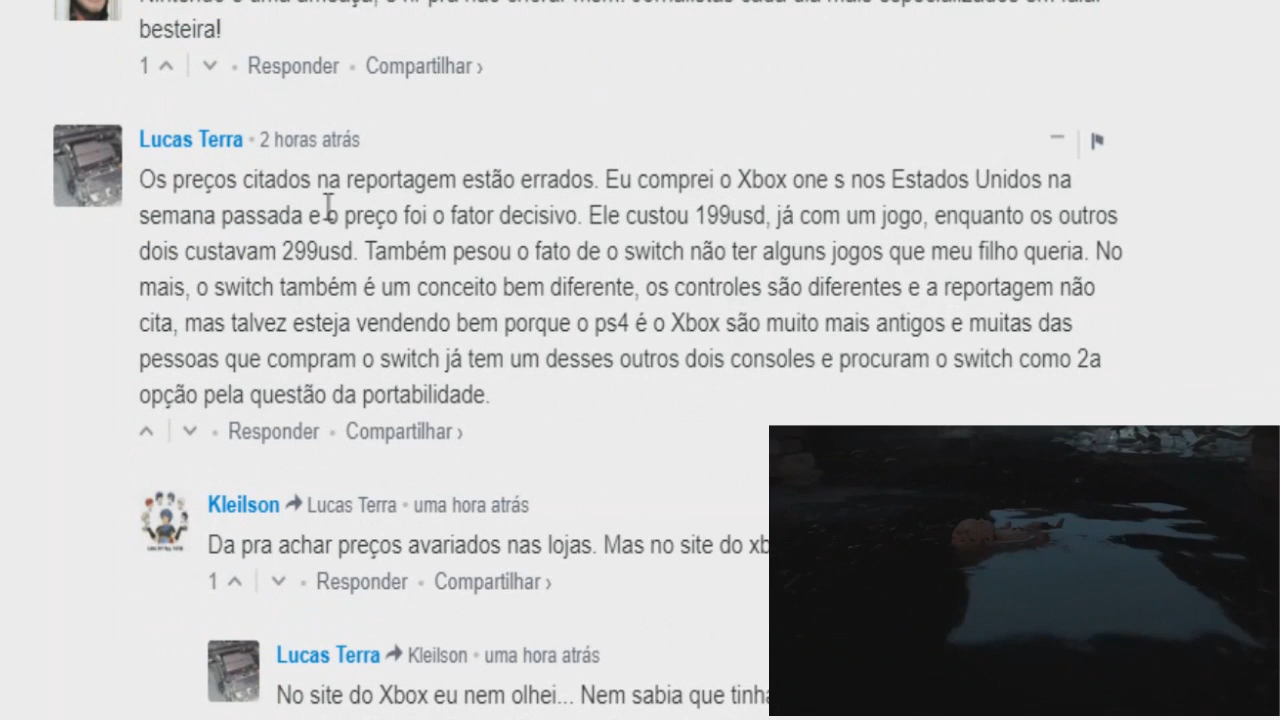 besteira!
1 Responder • Compartilhar ›
Lucas Terra • 2 horas atrás
Os preços citados na reportagem estão errados. Eu comprei o Xbox one s nos Estados Unidos na
semana passada e o preço foi o fator decisivo. Ele custou 199usd, já com um jogo, enquanto os outros
dois custavam 299usd. Também pesou o fato de o switch não ter alguns jogos que meu filho queria. No
mais, o switch também é um conceito bem diferente, os controles são diferentes e a reportagem não
cita, mas talvez esteja vendendo bem porque o ps4 é o Xbox são muito mais antigos e muitas das
pessoas que compram o switch já tem um desses outros dois consoles e procuram o switch como 2a
opção pela questão da portabilidade.
• Responder • Compartilhar ›
Kleilson Lucas Terra • uma hora atrás
Da pra achar preços avariados nas lojas. Mas no site do xb
1 • Responder • Compartilhar ›
Lucas Terra Kleilson • uma hora atrás
No site do Xbox eu nem olhei... Nem sabia que tinha